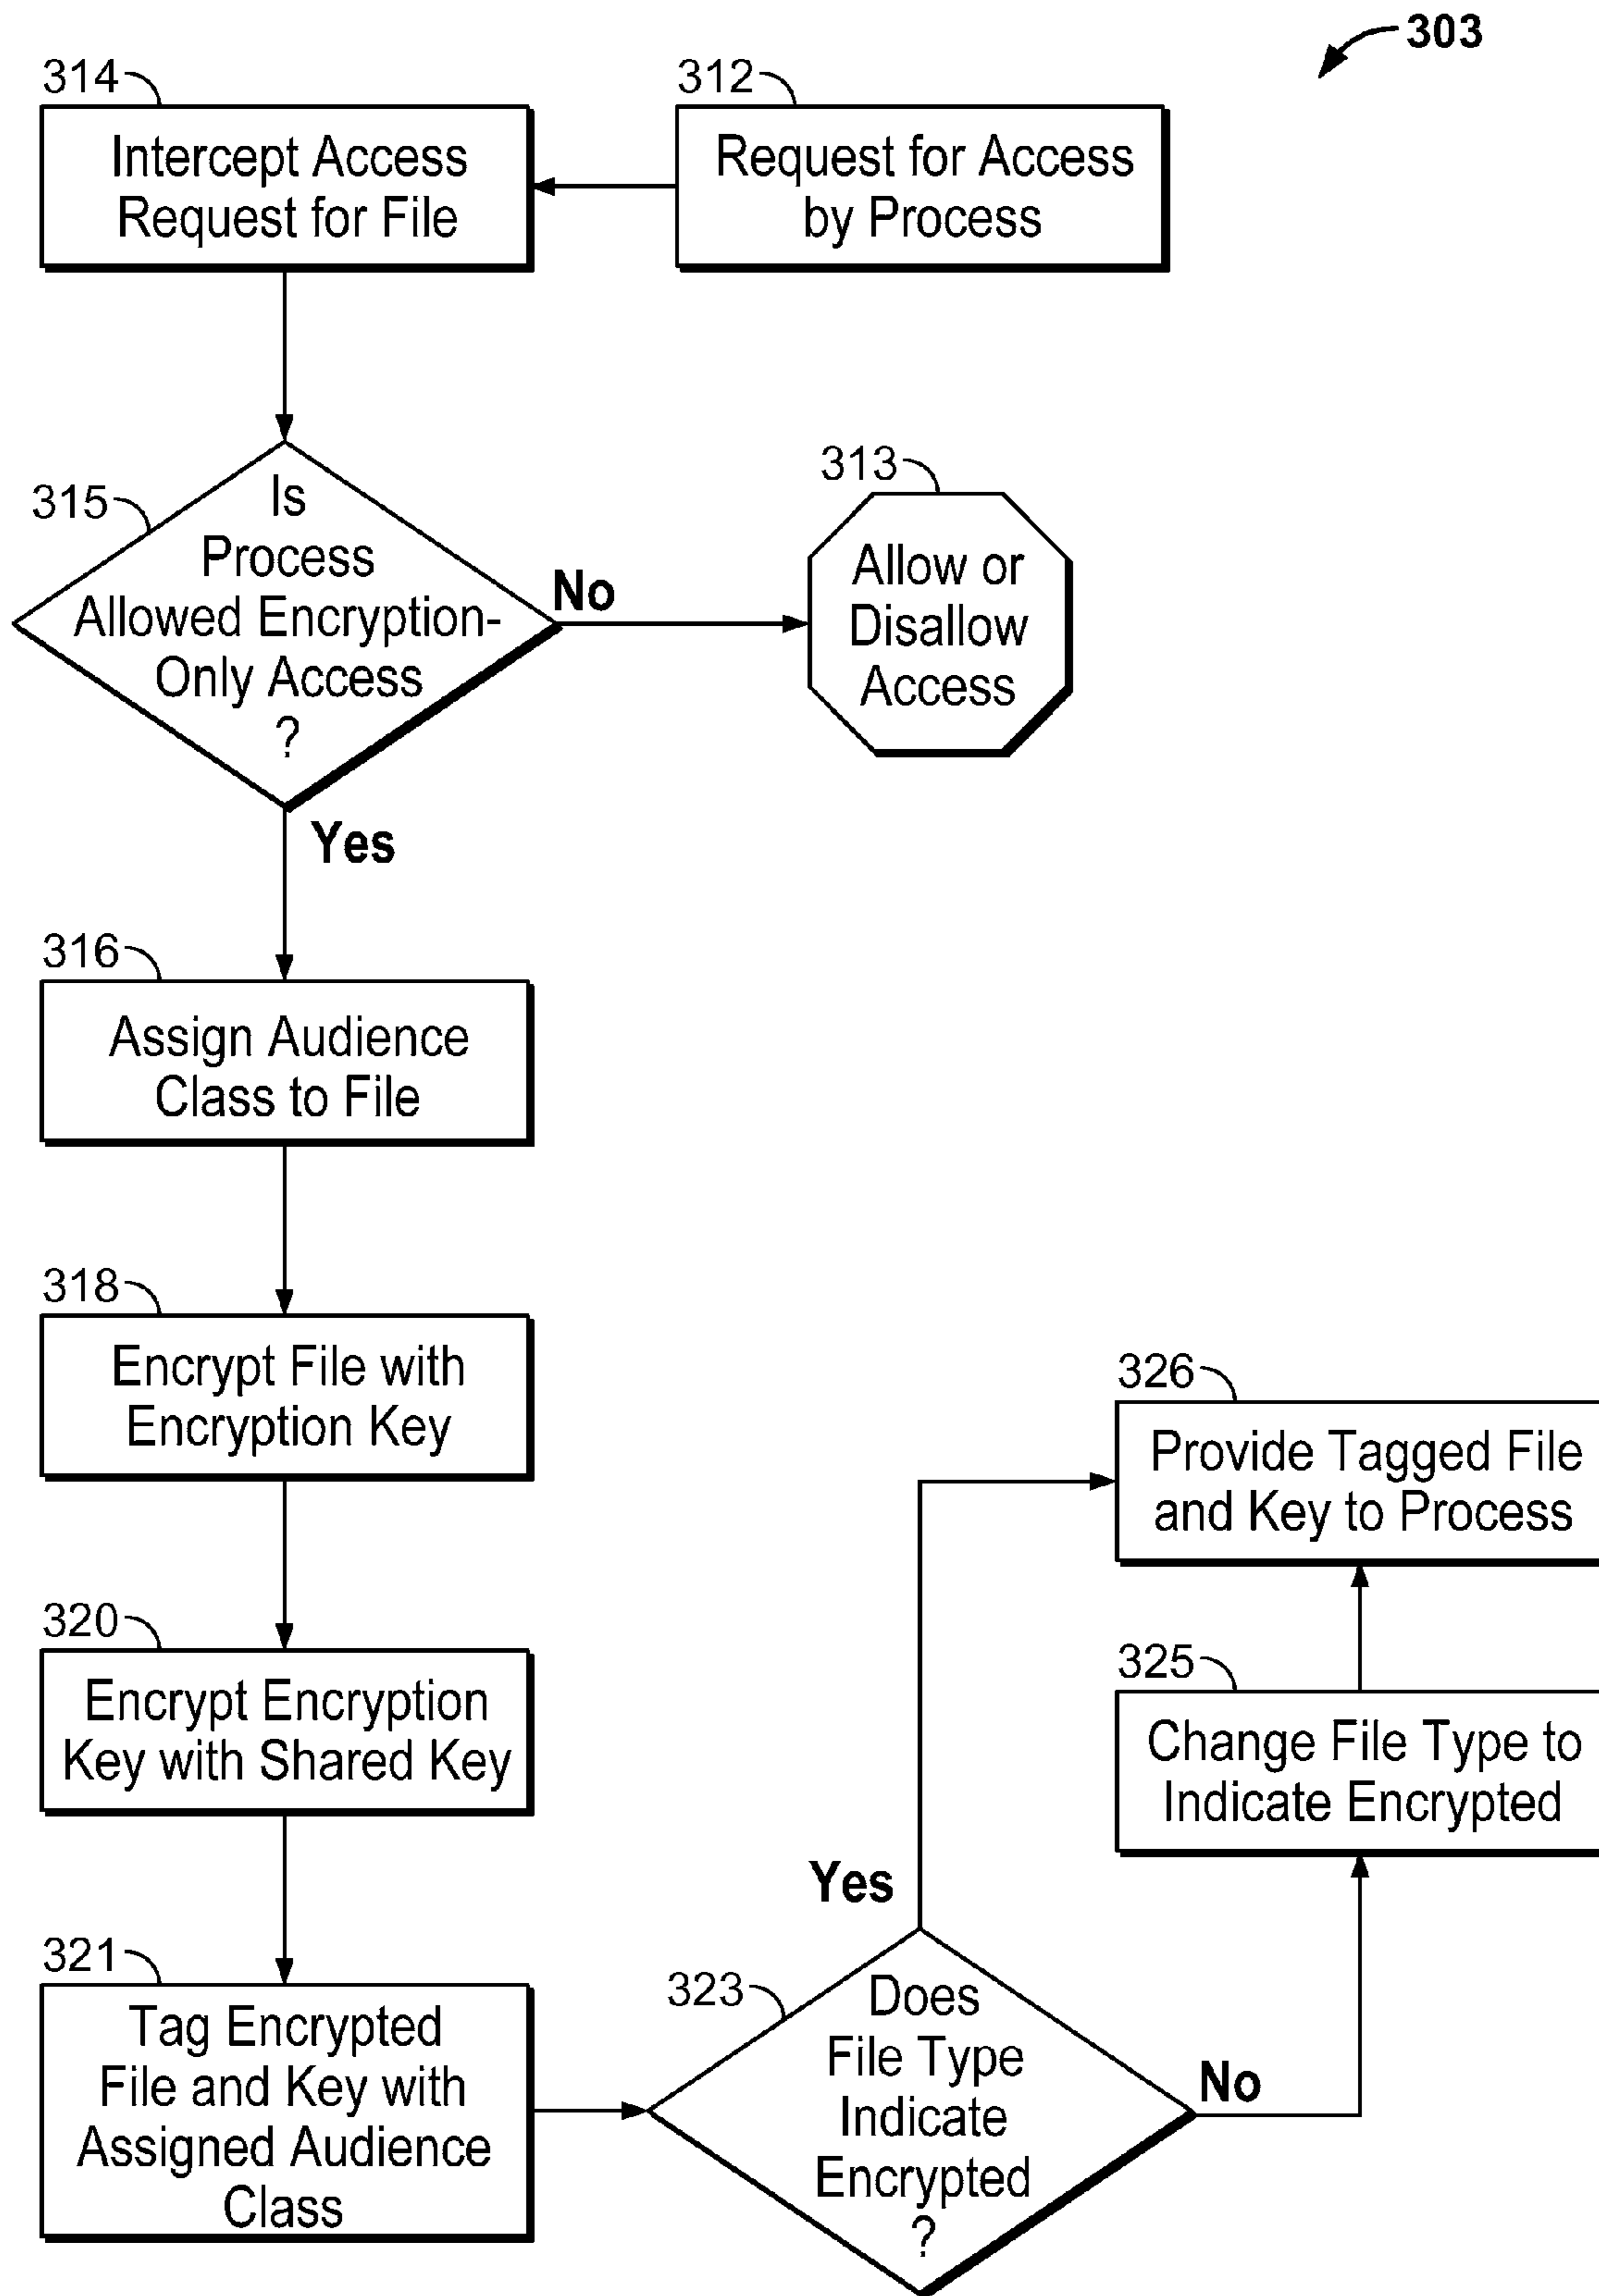 303
314
Intercept Access
Request for File
312
Request for Access
by Process
315
Is
Process
Allowed Encryption-
Only Access
?
No
313
Allow or
Disallow
Access
Yes
316
Assign Audience
Class to File
318
Encrypt File with
Encryption Key
320
Encrypt Encryption
Key with Shared Key
321
Tag Encrypted
File and Key with
Assigned Audience
Class
323
Does
File Type
Indicate
Encrypted
?
Yes
No
325
Change File Type to
Indicate Encrypted
326
Provide Tagged File
and Key to Process